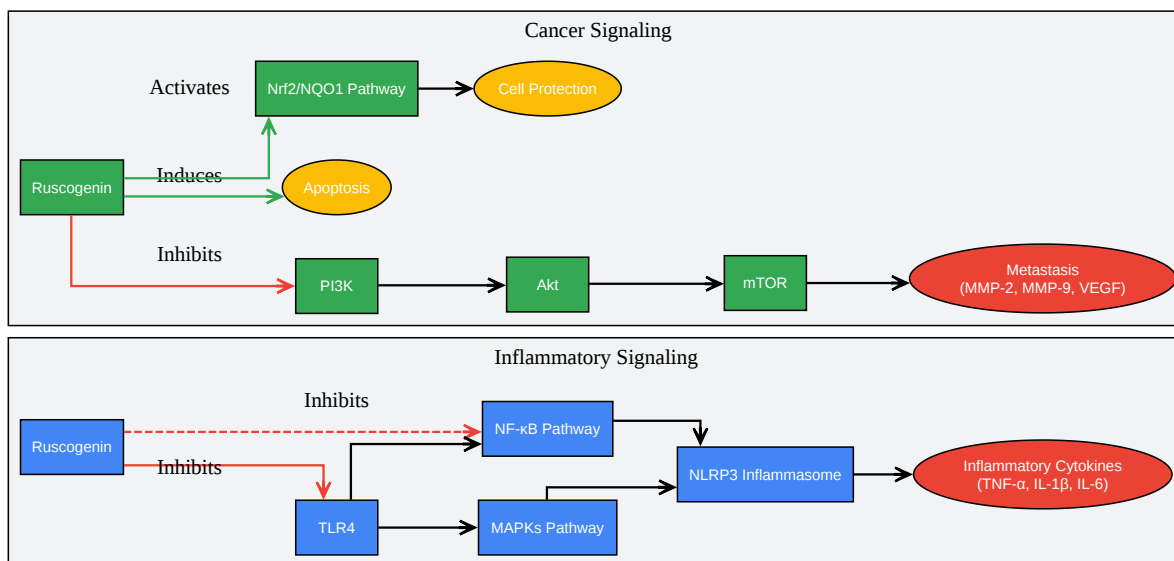 Cancer Signaling
Activates
Nrf2/NQO1 Pathway
Cell Protection
Ruscogenin
Induces
Apoptosis
Inhibits
PI3K
Akt
mTOR
Metastasis
(MMP-2, MMP-9, VEGF)
Inflammatory Signaling
Inhibits
Ruscogenin
NF-κB Pathway
Inhibits
NLRP3 Inflammasome
Inflammatory Cytokines
(TNF-α, IL-1β, IL-6)
TLR4
MAPKs Pathway